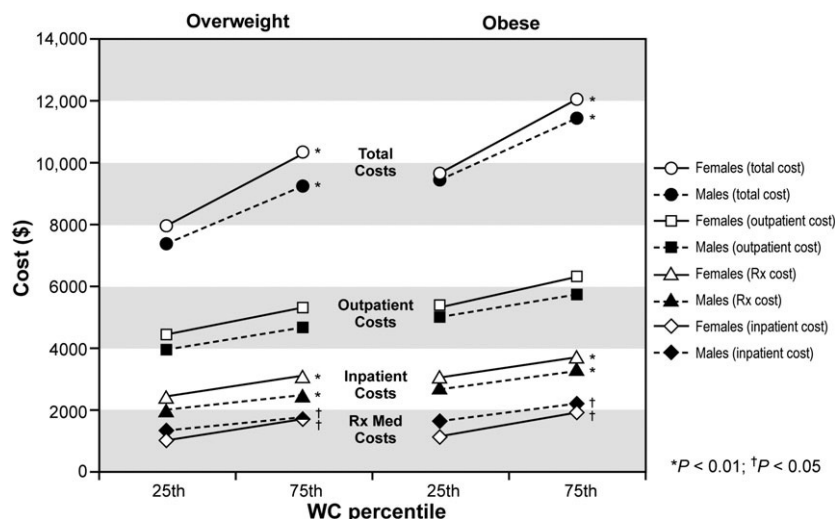 Overweight
Obese
14,000
12,000
10,000
8000
6000
4000
2000
0
Cost ($)
Total
Costs
Outpatient
Costs
Inpatient
Costs
Rx Med
Costs
*
*
*
*
*
*
*
*
†
†
†
†
25th
75th
25th
75th
WC percentile
Females (total cost)
Males (total cost)
Females (outpatient cost)
Males (outpatient cost)
Females (Rx cost)
Males (Rx cost)
Females (inpatient cost)
Males (inpatient cost)
*P < 0.01; †P < 0.05